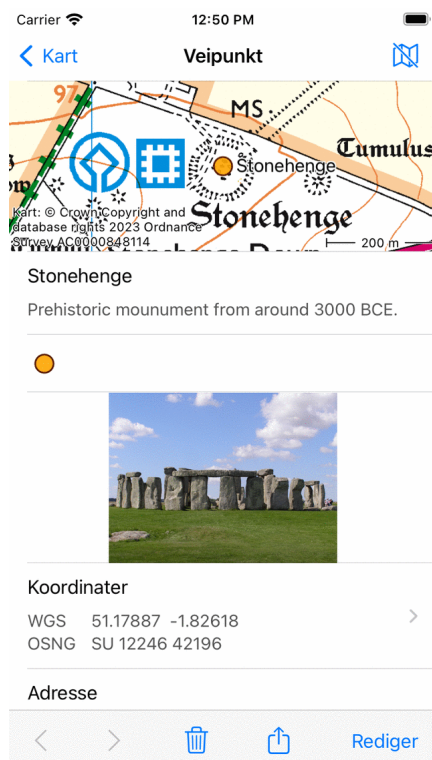 Carrier 12:50 PM
Kart Veipunkt
97
MS.
Tumulus
Stonehenge
Stonehenge
Kart: © Crown Copyright and
database rights 2023 Ordnance
Survey AC0000848114
200 m
Stonehenge
Prehistoric mounument from around 3000 BCE.
Koordinater
WGS 51.17887 -1.82618
OSNG SU 12246 42196
Adresse
Rediger